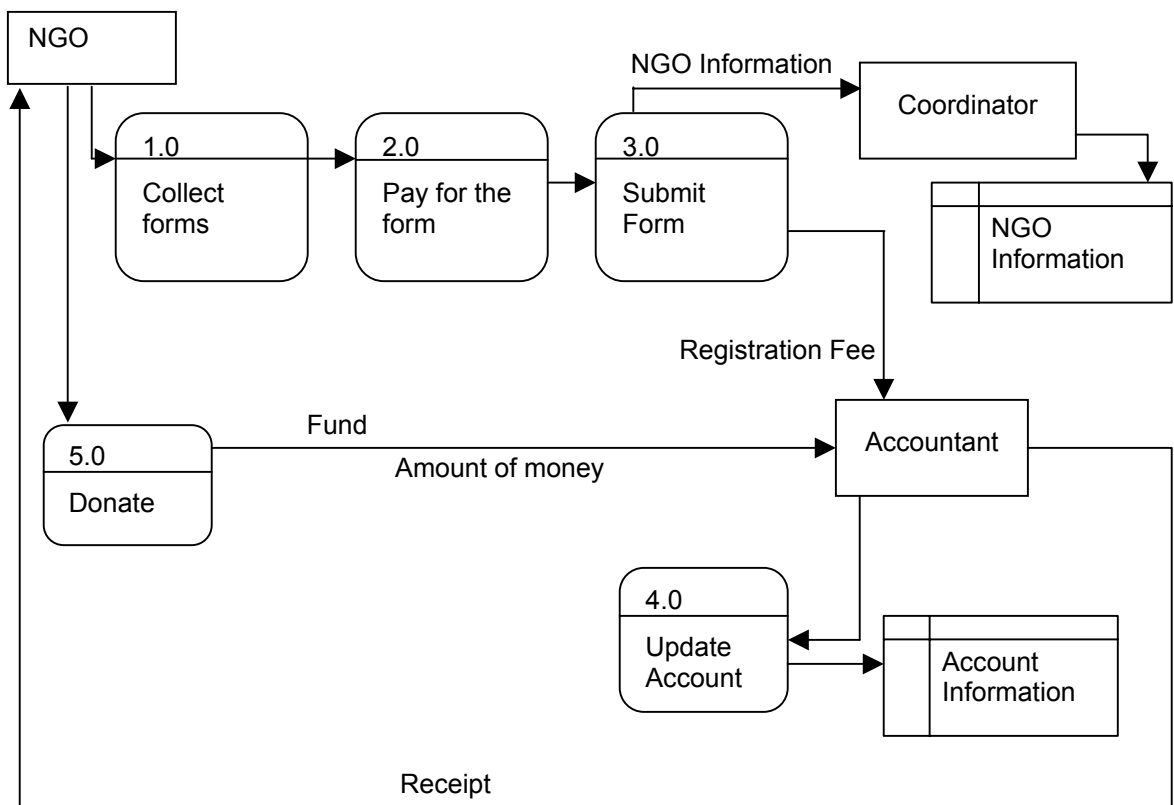 NGO
NGO Information
Coordinator
1.0
Collect
forms
2.0
Pay for the
form
3.0
Submit
Form
NGO
Information
Registration Fee
Fund
Amount of money
Accountant
5.0
Donate
4.0
Update
Account
Account
Information
Receipt